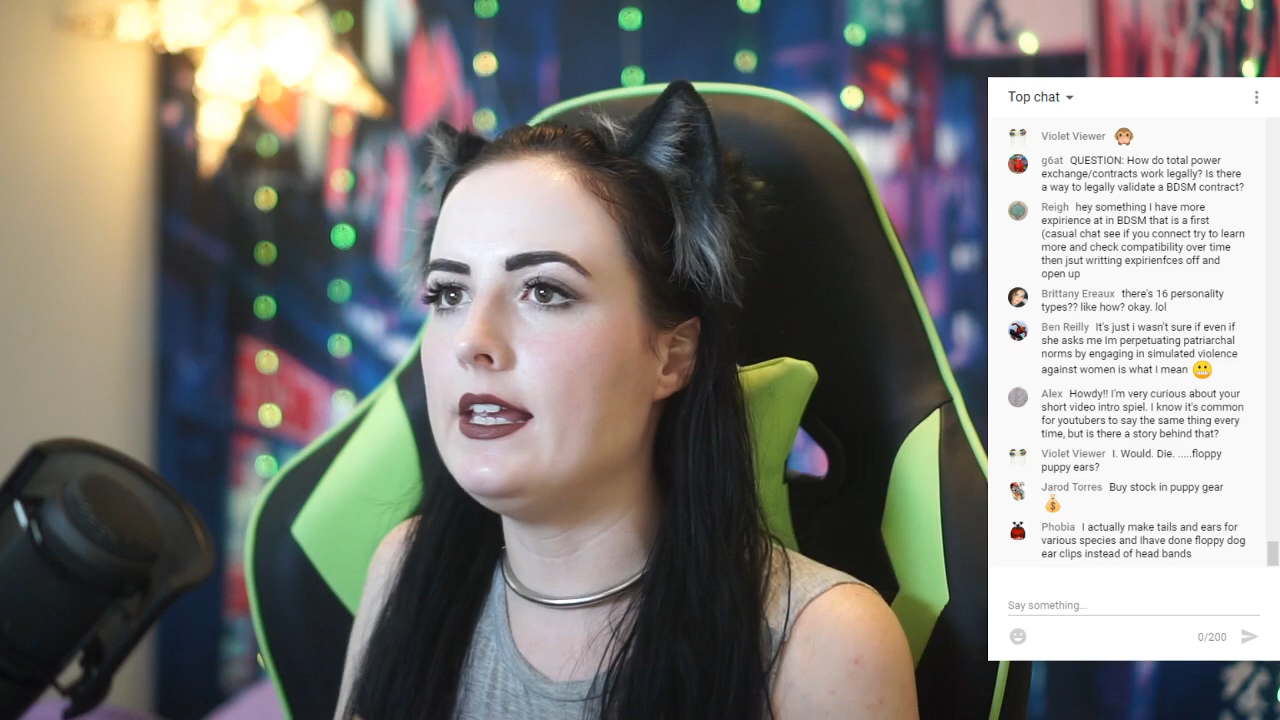 Top chat
Violet Viewer
g6at QUESTION: How do total power
exchange/contracts work legally? Is there
a way to legally validate a BDSM contract?
Reigh hey something I have more
expirience at in BDSM that is a first
(casual chat see if you connect try to learn
more and check compatibility over time
then jsut writting expirienfces off and
open up
Brittany Ereaux there's 16 personality
types?? like how? okay. lol
Ben Reilly It's just i wasn't sure if even if
she asks me Im perpetuating patriarchal
norms by engaging in simulated violence
against women is what I mean
Alex Howdy!! I'm very curious about your
short video intro spiel. I know it's common
for youtubers to say the same thing every
time, but is there a story behind that?
Violet Viewer I. Would. Die. .....floppy
puppy ears?
Jarod Torres Buy stock in puppy gear
Phobia I actually make tails and ears for
various species and Ihave done floppy dog
ear clips instead of head bands
Say something...
0/200